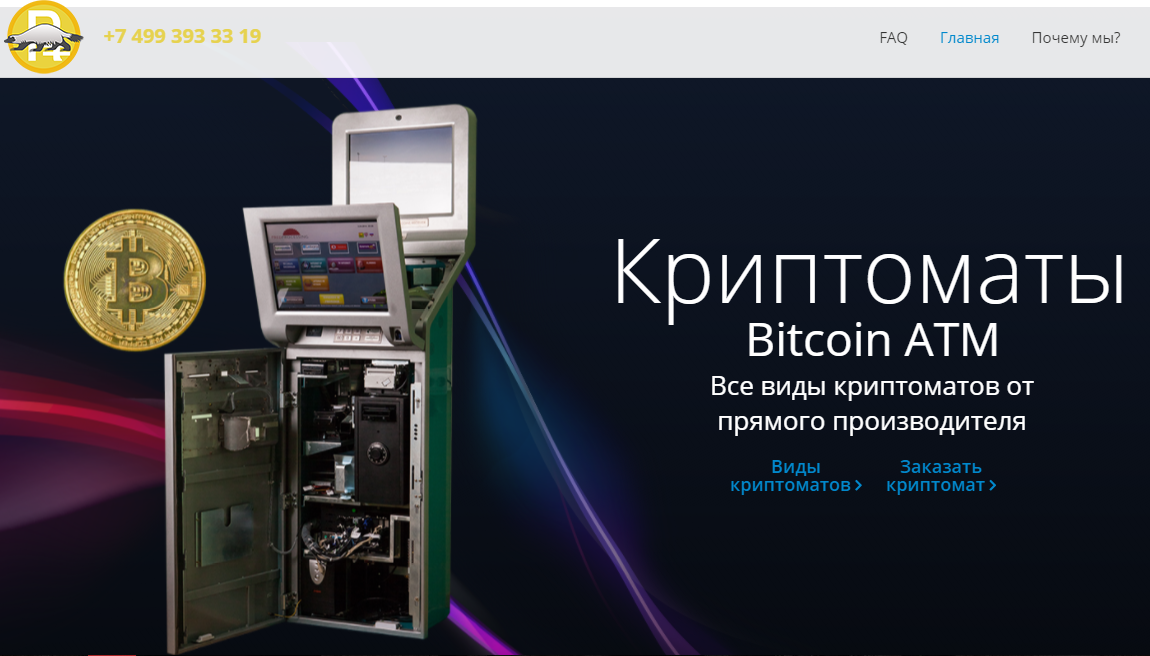 +7 499 393 33 19
FAQ
Главная
Почему мы?
Криптоматы
Bitcoin ATM
Все виды криптоматов от
прямого производителя
Виды
криптоматов
Заказать
криптомат